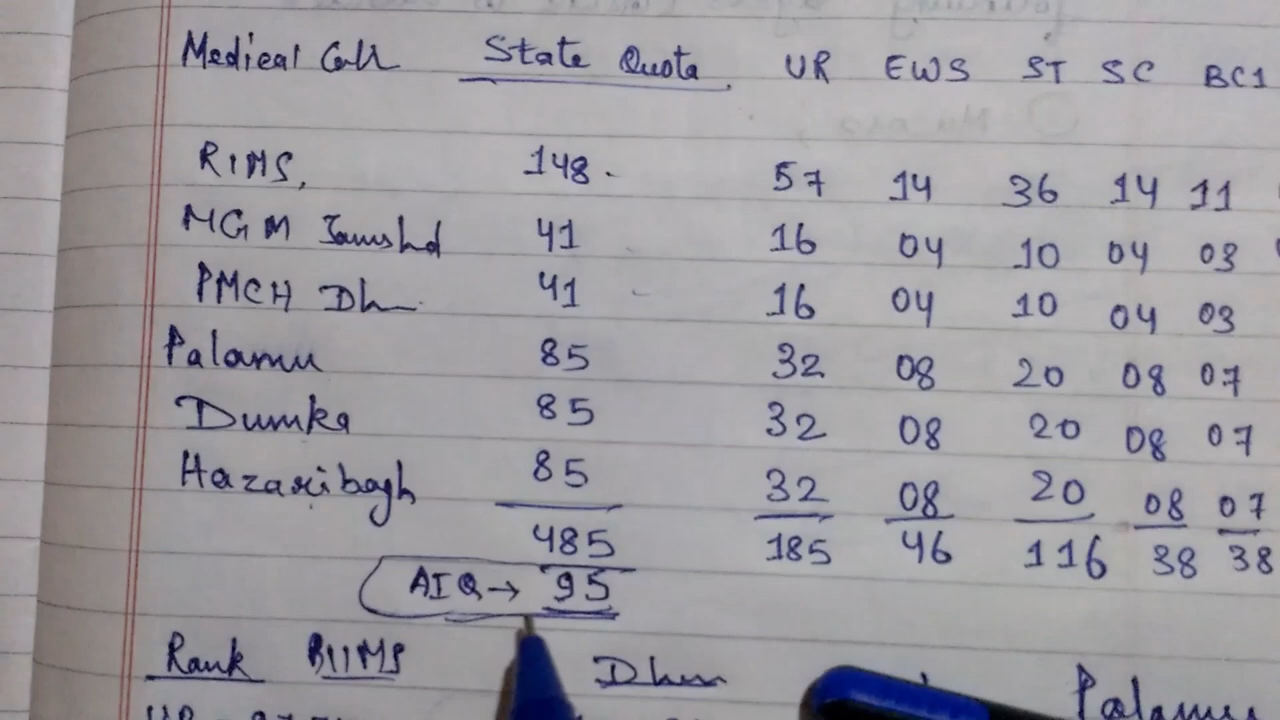 Medical Coll State Quota UR EWS ST SC BC1
RIMS, 148 57 14 36 14 11
MGM Jamshd 41 16 04 10 04 03
PMCH Dh 41 16 04 10 04 03
Palamu 85 32 08 20 08 07
Dumka 85 32 08 20 08 07
Hazaribagh 85 32 08 20 08 07
485 185 46 116 38 38
AIQ → 95
Rank RIMS Dhn Palamu